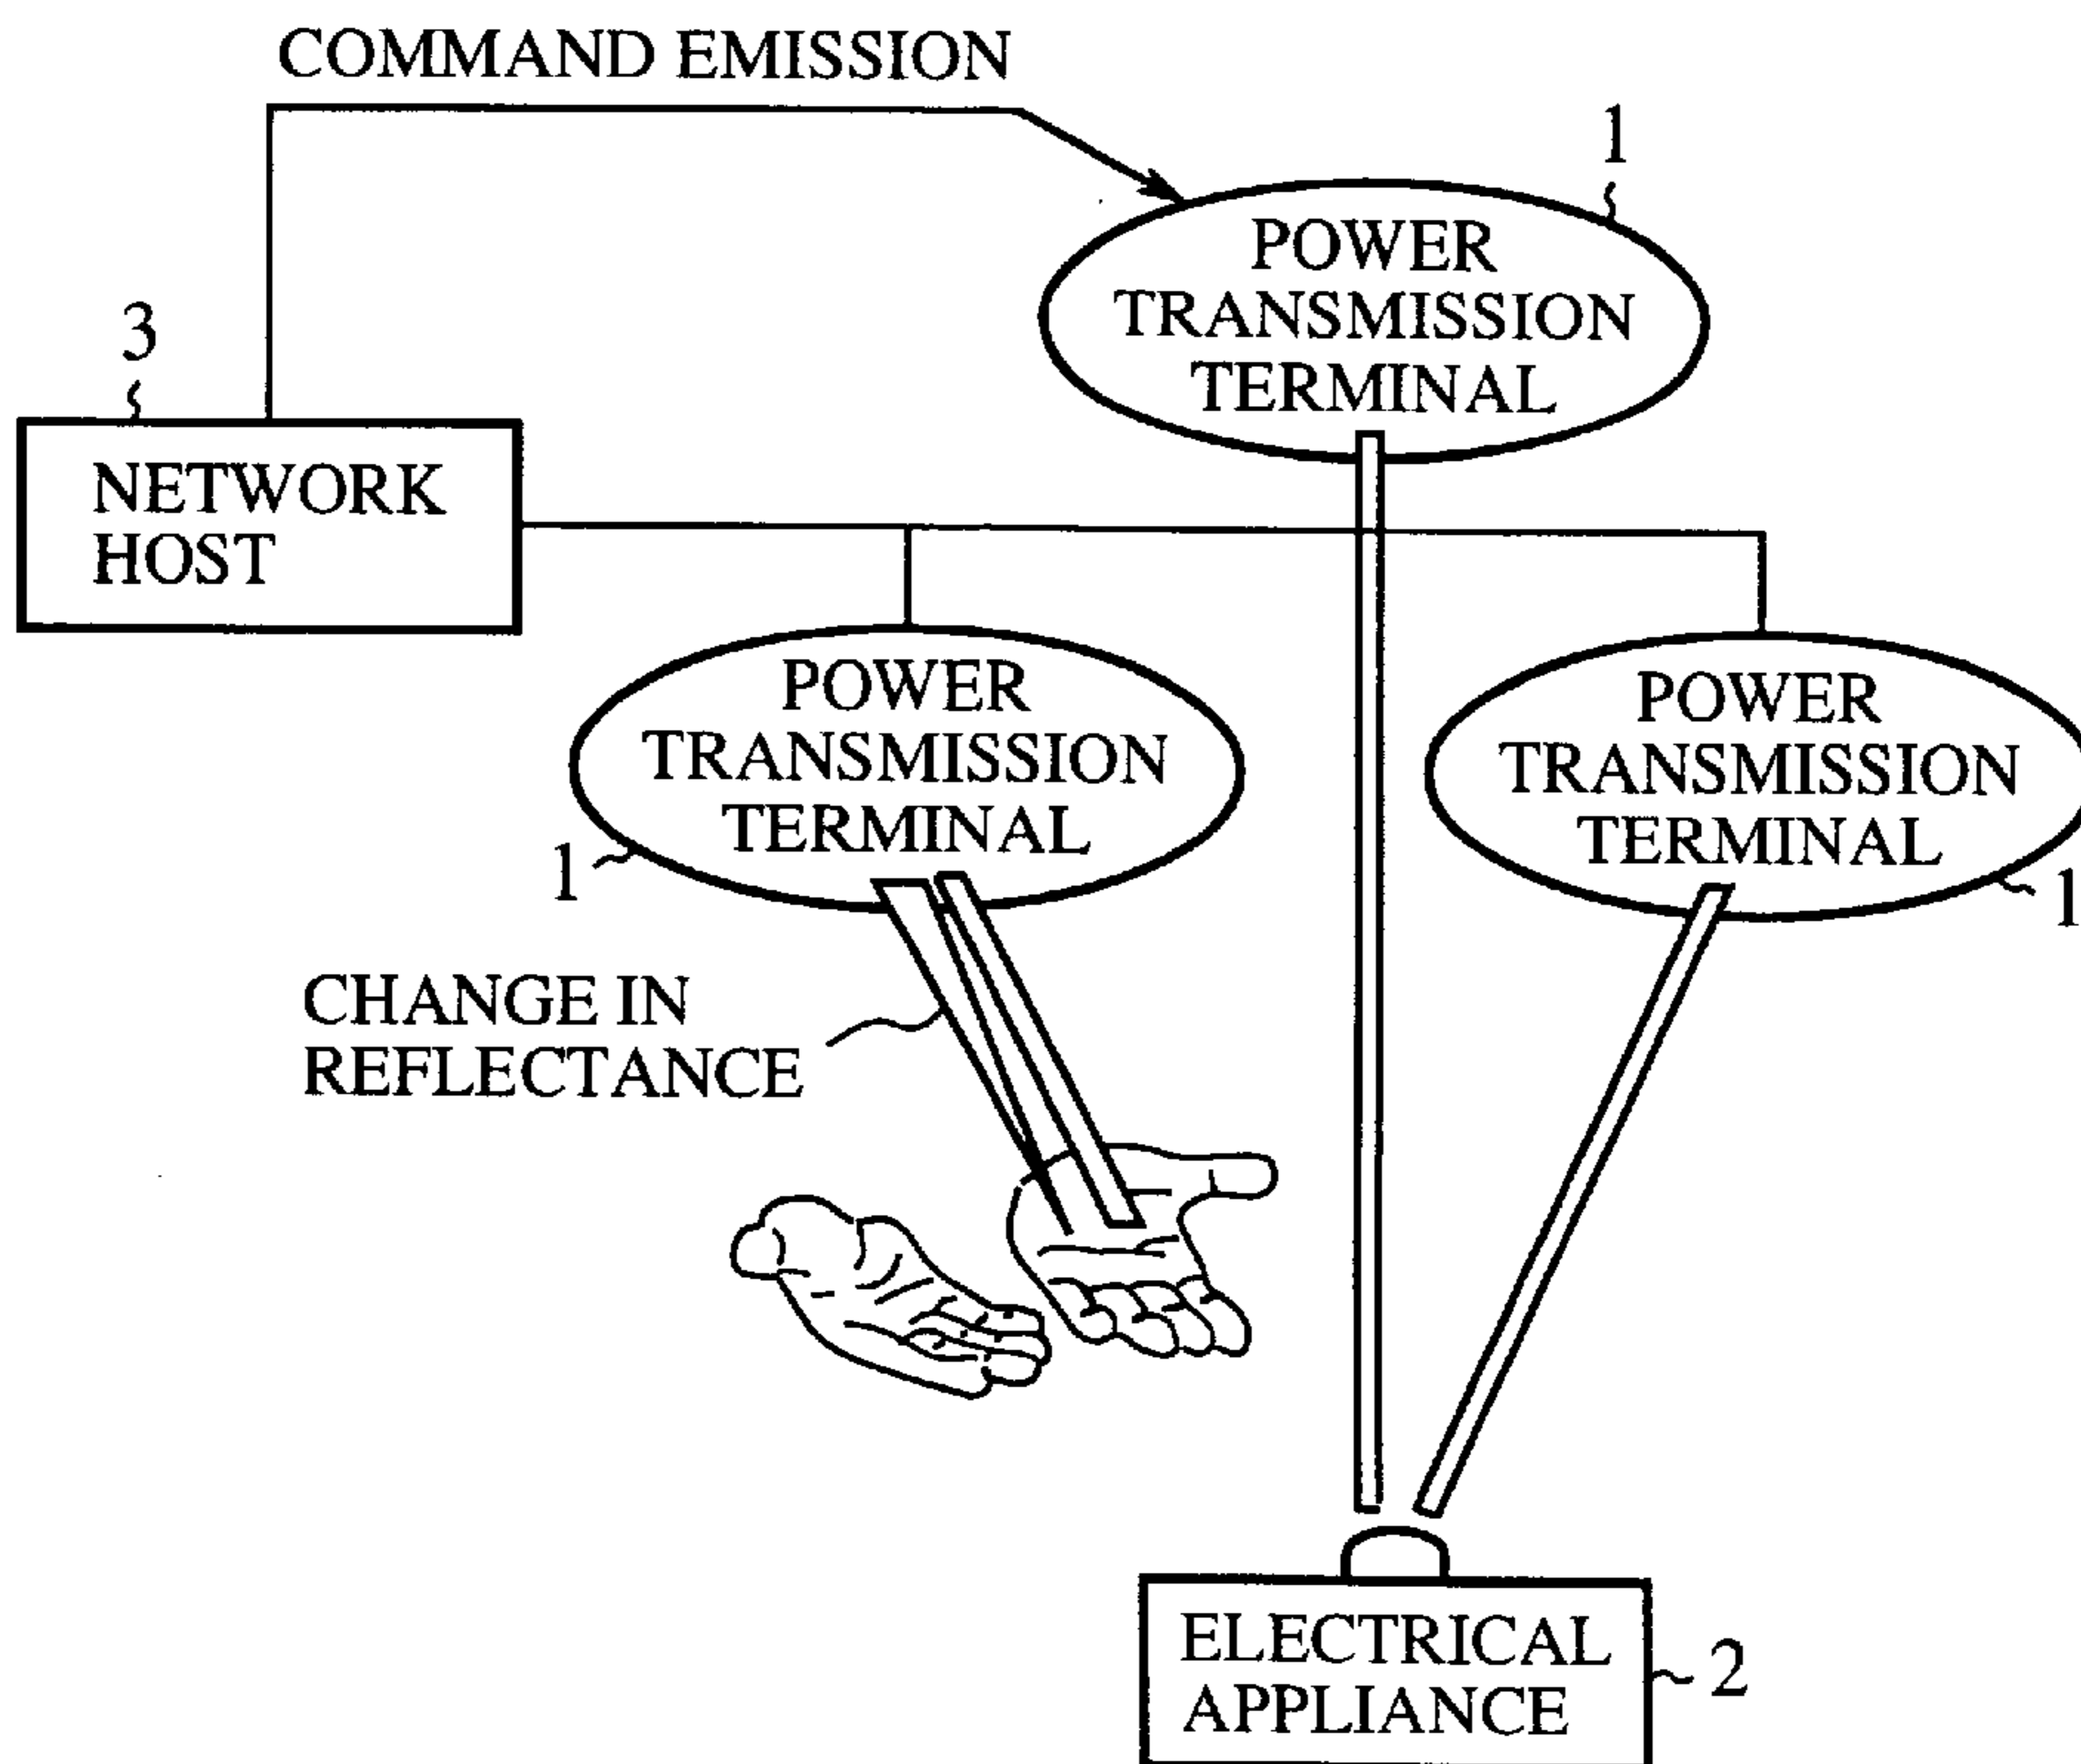 COMMAND EMISSION
1
POWER
TRANSMISSION
TERMINAL
3
NETWORK
HOST
POWER
TRANSMISSION
TERMINAL
1
POWER
TRANSMISSION
TERMINAL
1
CHANGE IN
REFLECTANCE
ELECTRICAL
APPLIANCE
2